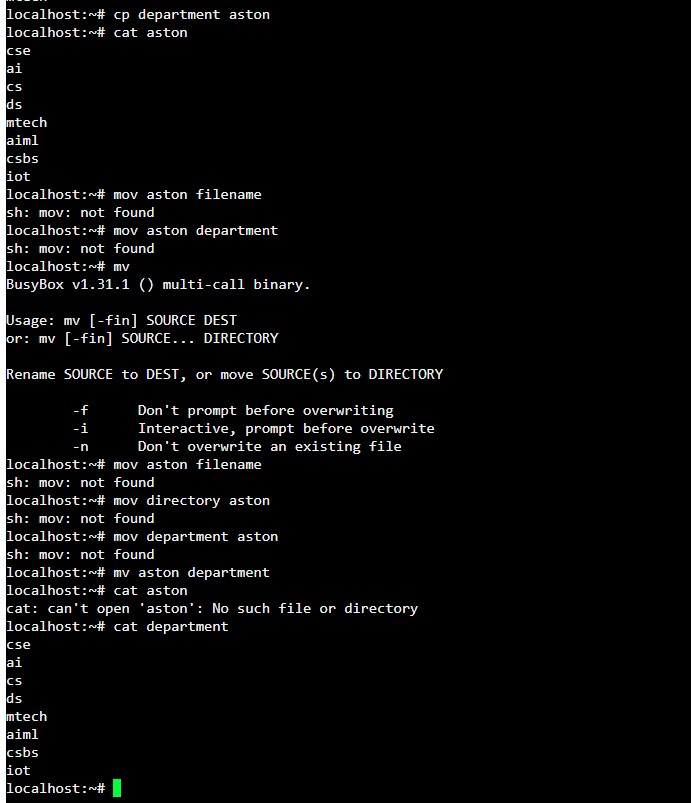 localhost:~# cp department aston
localhost:~# cat aston
cse
ai
cs
ds
mtech
aiml
csbs
iot
localhost:~# mov aston filename
sh: mov: not found
localhost:~# mov aston department
sh: mov: not found
localhost:~# mv
BusyBox v1.31.1 () multi-call binary.

Usage: mv [-fin] SOURCE DEST
or: mv [-fin] SOURCE... DIRECTORY

Rename SOURCE to DEST, or move SOURCE(s) to DIRECTORY

        -f      Don't prompt before overwriting
        -i      Interactive, prompt before overwrite
        -n      Don't overwrite an existing file
localhost:~# mov aston filename
sh: mov: not found
localhost:~# mov directory aston
sh: mov: not found
localhost:~# mov department aston
sh: mov: not found
localhost:~# mv aston department
localhost:~# cat aston
cat: can't open 'aston': No such file or directory
localhost:~# cat department
cse
ai
cs
ds
mtech
aiml
csbs
iot
localhost:~#